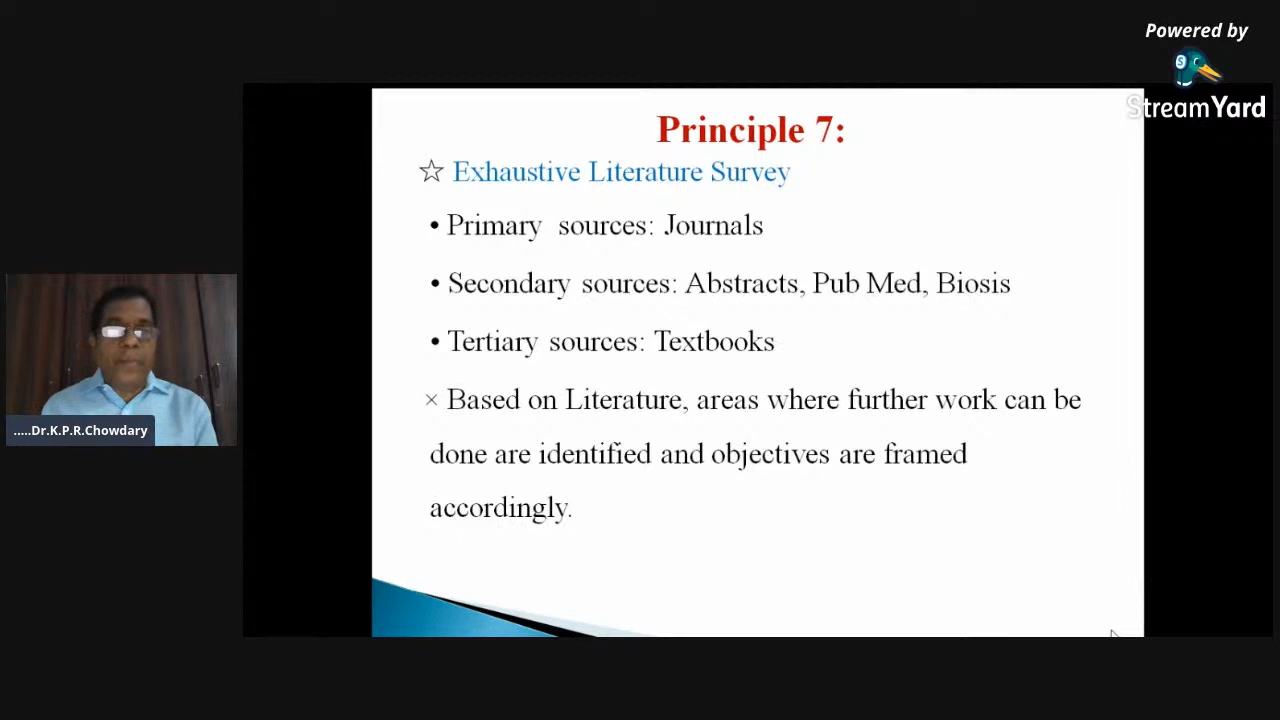 Powered by
StreamYard
Principle 7:
☆ Exhaustive Literature Survey
• Primary sources: Journals
• Secondary sources: Abstracts, Pub Med, Biosis
• Tertiary sources: Textbooks
× Based on Literature, areas where further work can be
done are identified and objectives are framed
accordingly.
.....Dr.K.P.R.Chowdary